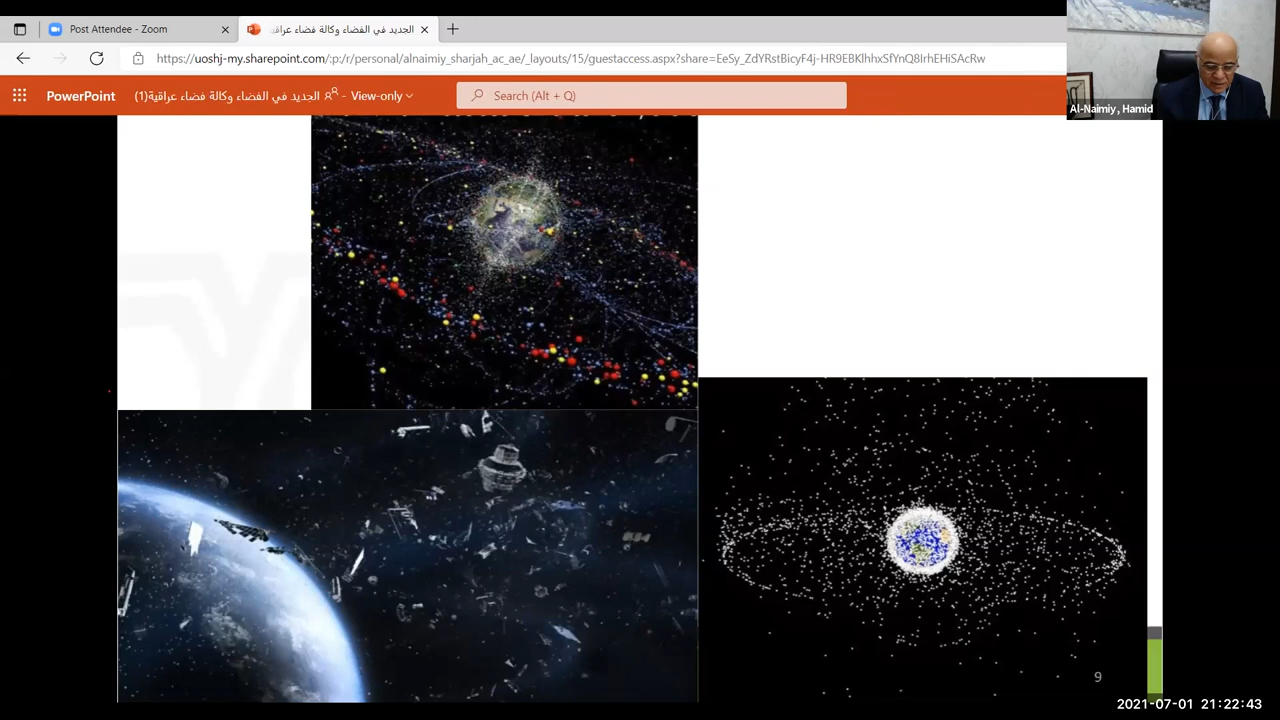 Post Attendee - Zoom
الجديد في الفضاء وكالة فضاء عراقية
https://uoshj-my.sharepoint.com/:p:/r/personal/alnaimiy_sharjah_ac_ae/_layouts/15/guestaccess.aspx?share=EeSy_ZdYRstBicyF4j-HR9EBKlhhxSfYnQ8IrhEHiSAcRw
PowerPoint
الجديد في الفضاء وكالة فضاء عراقية(1) - View-only
Search (Alt + Q)
Al-Naimiy, Hamid
9
2021-07-01 21:22:43